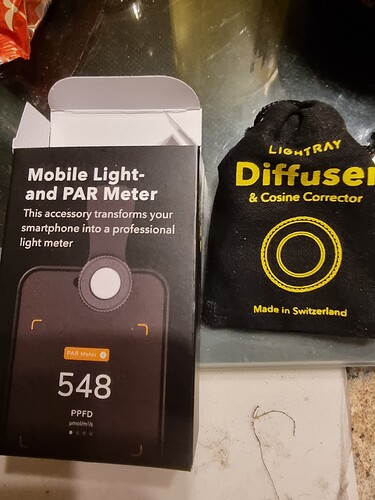 Mobile Light-
and PAR Meter
This accessory transforms your
smartphone into a professional
light meter
PAR Meter i
548
PPFD
μmol/m²/s
LIGHTRAY
Diffuser
& Cosine Corrector
Made in Switzerland